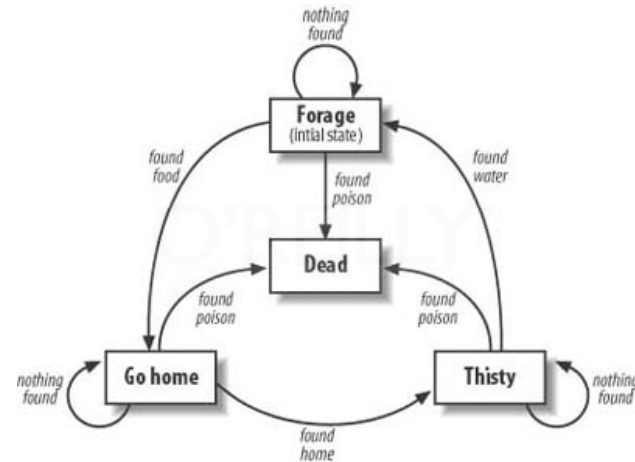 nothing
found
Forage
(intial state)
found
food
found
poison
found
water
O'REILLY
Dead
found
poison
found
poison
nothing
found
Go home
Thisty
nothing
found
found
home